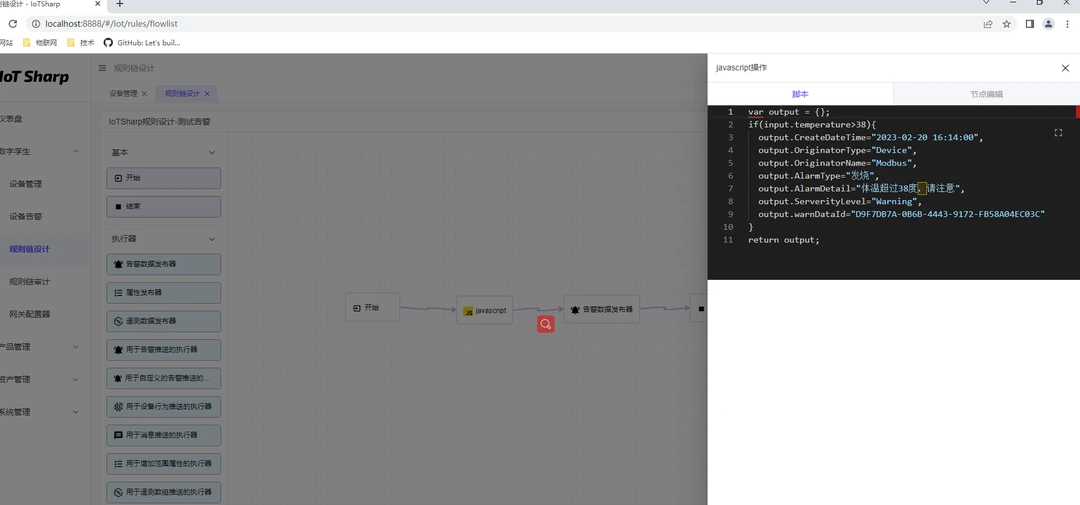 规则链设计 - IoTSharp
localhost:8888/#/iot/rules/flowlist
网站 物联网 技术 GitHub: Let's buil...
IoT Sharp
规则链设计
设备管理 规则链设计
IoTSharp规则设计-测试告警
仪表盘
数字孪生
设备管理
设备告警
规则链设计
规则链审计
网关配置器
产品管理
资产管理
系统管理
基本
开始
结束
执行器
告警数据发布器
属性发布器
遥测数据发布器
用于告警推送的执行器
用于自定义的告警推送的...
用于设备行为推送的执行器
用于消息推送的执行器
用于增加范围属性的执行器
用于遥测数组推送的执行器
开始
JS javascript
告警数据发布器
javascript操作
脚本 节点编辑
1 var output = {};
2 if(input.temperature>38){
3 output.CreateDateTime="2023-02-20 16:14:00",
4 output.OriginatorType="Device",
5 output.OriginatorName="Modbus",
6 output.AlarmType="发烧",
7 output.AlarmDetail="体温超过38度，请注意",
8 output.ServerityLevel="Warning",
9 output.warnDataId="D9F7DB7A-0B6B-4443-9172-FB58A04EC03C"
10 }
11 return output;